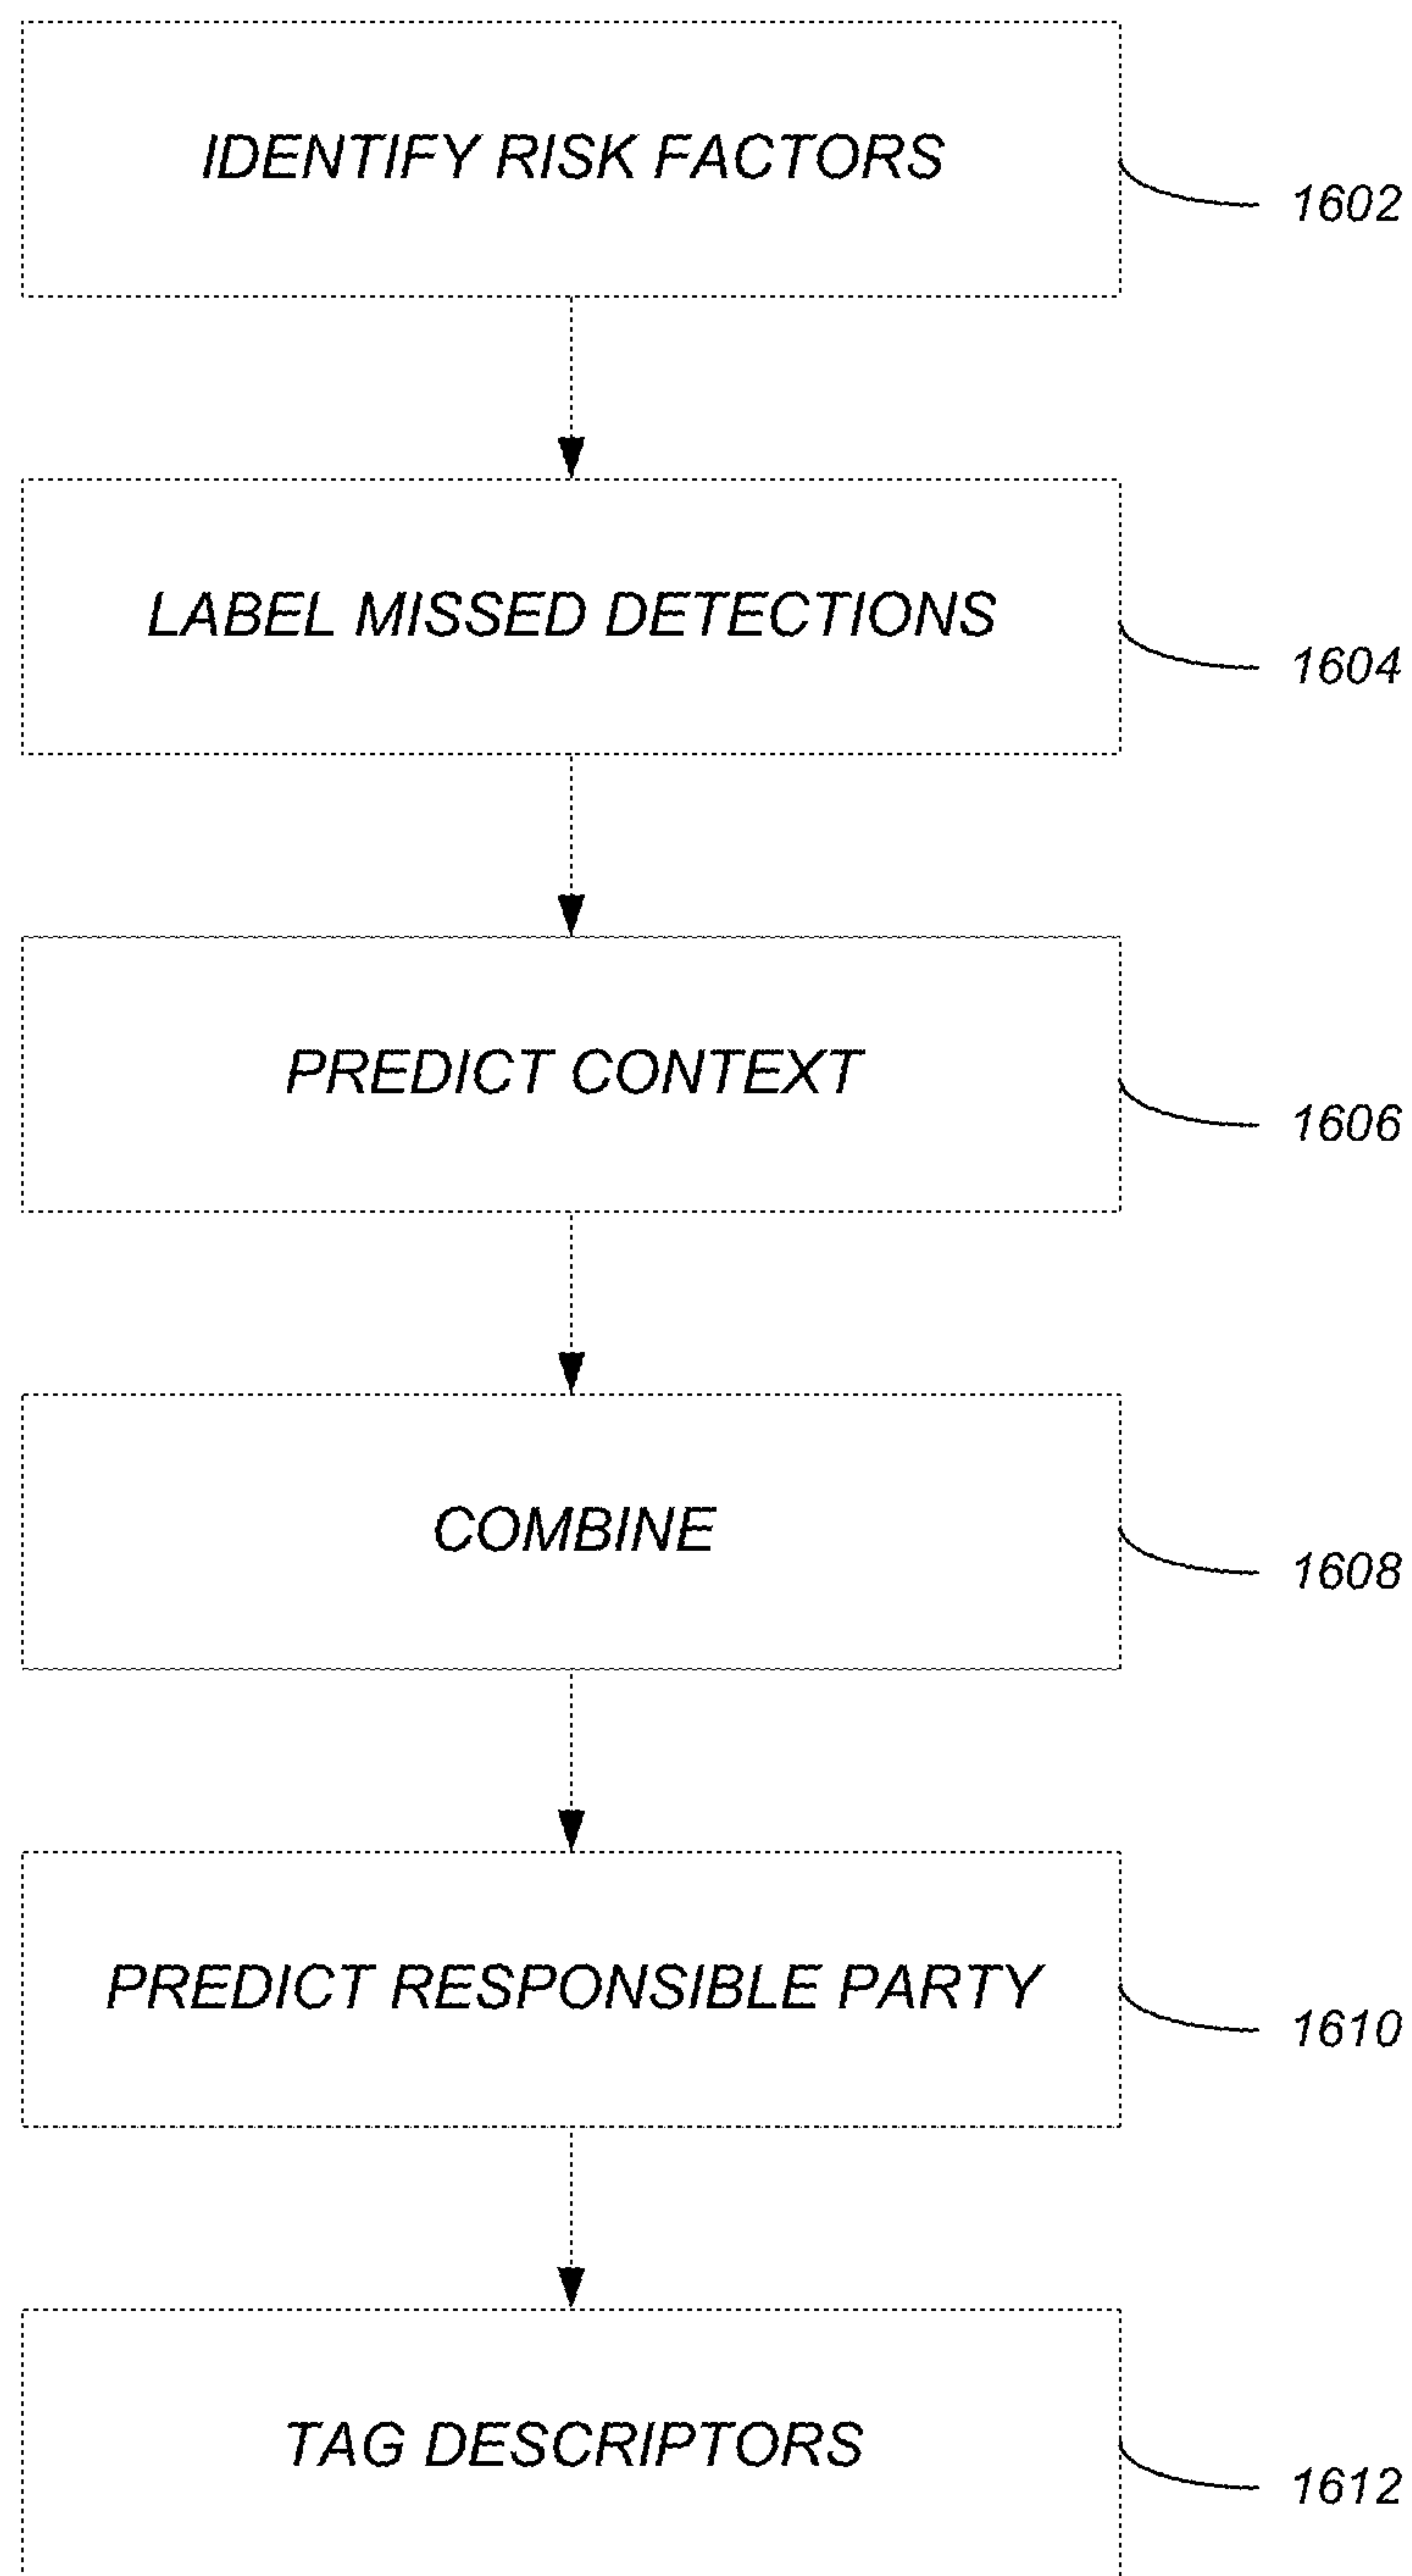 IDENTIFY RISK FACTORS
1602
LABEL MISSED DETECTIONS
1604
PREDICT CONTEXT
1606
COMBINE
1608
PREDICT RESPONSIBLE PARTY
1610
TAG DESCRIPTORS
1612